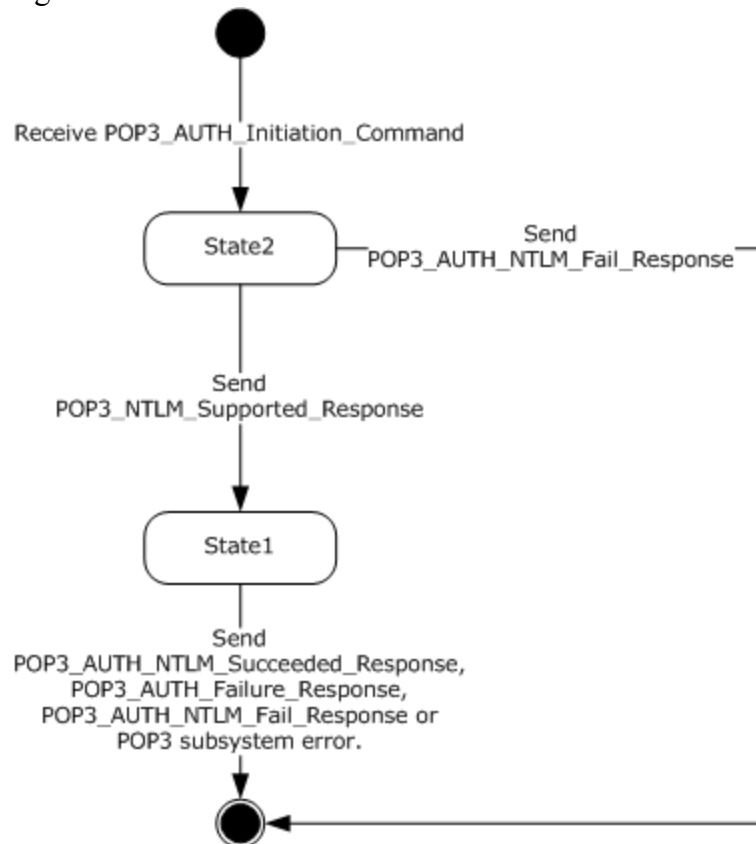 Receive POP3_AUTH_Initiation_Command
State2
Send
POP3_AUTH_NTLM_Fail_Response
Send
POP3_NTLM_Supported_Response
State1
Send
POP3_AUTH_NTLM_Succeeded_Response,
POP3_AUTH_Failure_Response,
POP3_AUTH_NTLM_Fail_Response or
POP3 subsystem error.